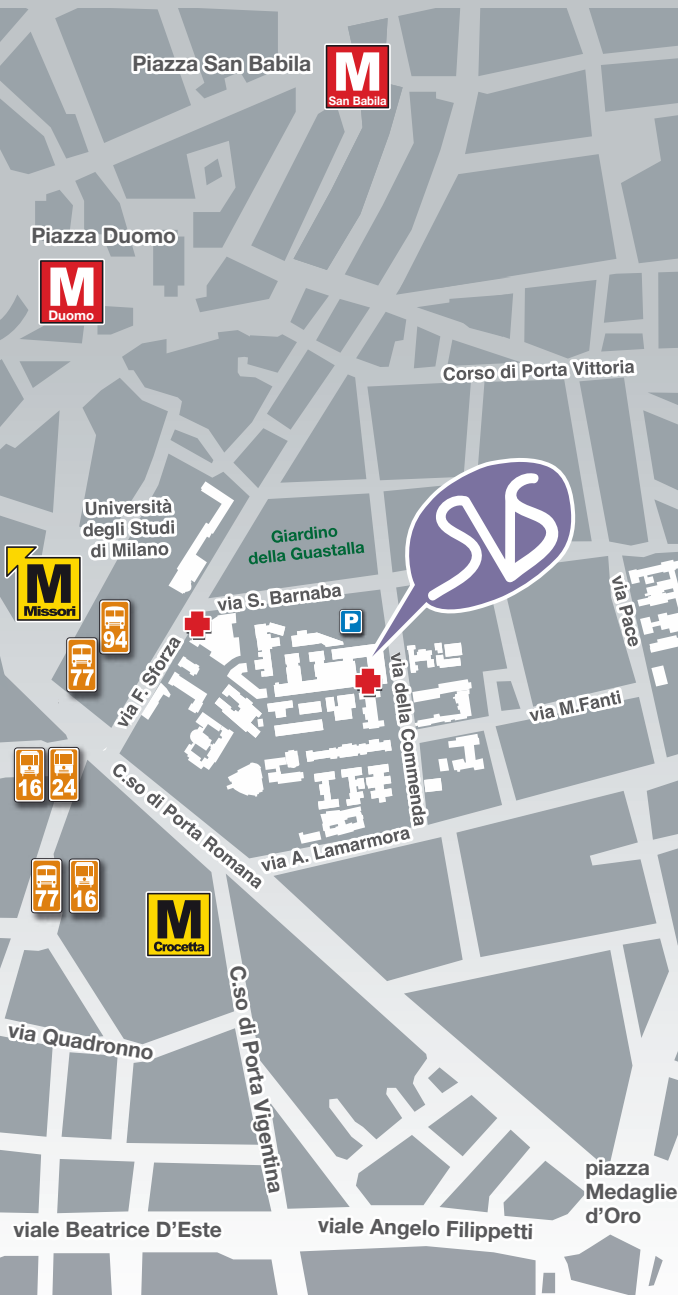 Piazza San Babila
M
San Babila
Piazza Duomo
M
Duomo
Corso di Porta Vittoria
SVS
Università
degli Studi
di Milano
Giardino
della Guastalla
M
Missori
via S. Barnaba
P
94
77
via F. Sforza
via Pace
via della Commenda
via M.Fanti
16
24
C.so di Porta Romana
via A. Lamarmora
77
16
M
Crocetta
C.so di Porta Vigentina
via Quadronno
piazza
Medaglie
d'Oro
viale Beatrice D'Este
viale Angelo Filippetti